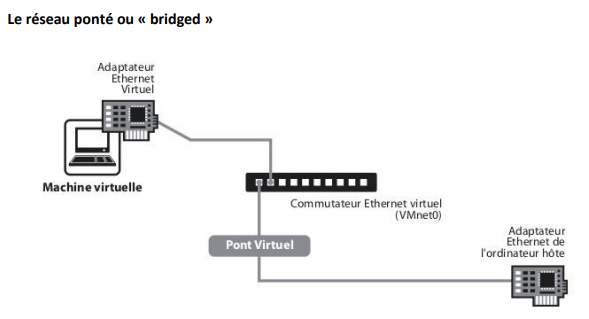 Le réseau ponté ou « bridged »
Adaptateur
Ethernet
Virtuel
Machine virtuelle
Commutateur Ethernet virtuel
(VMnet0)
Pont Virtuel
Adaptateur
Ethernet de
l'ordinateur hôte